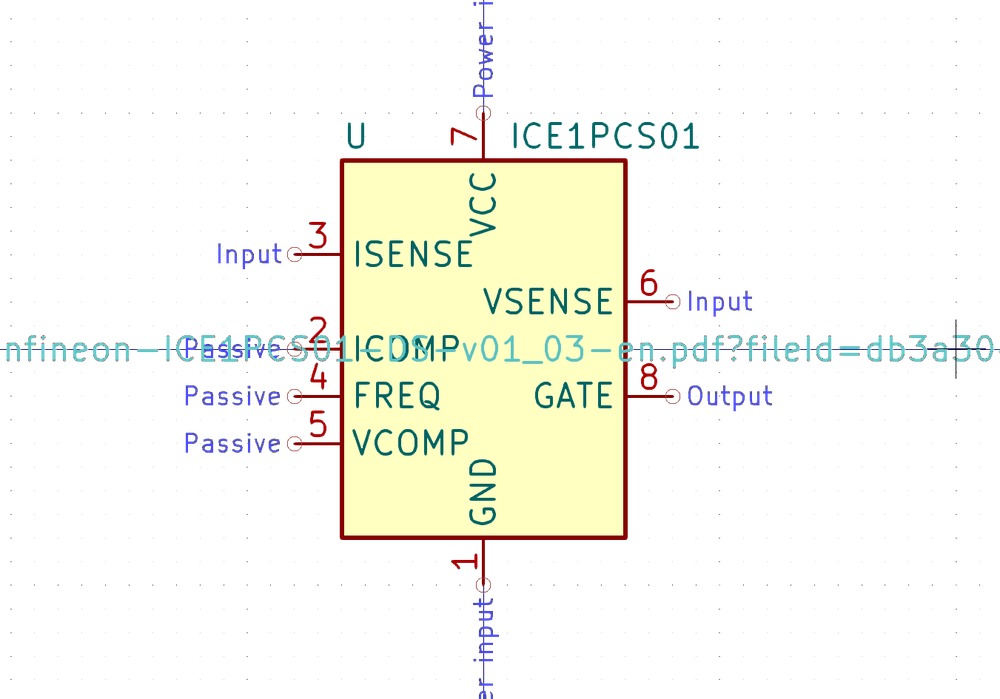 Power i
U
7
ICE1PCS01
VCC
Input
3
ISENSE
VSENSE
6
Input
nfineon-ICE1PCS01-DS-v01_03-en.pdf?fileId=db3a30
Passive
2
ICOMP
Passive
4
FREQ
GATE
8
Output
Passive
5
VCOMP
GND
1
er input